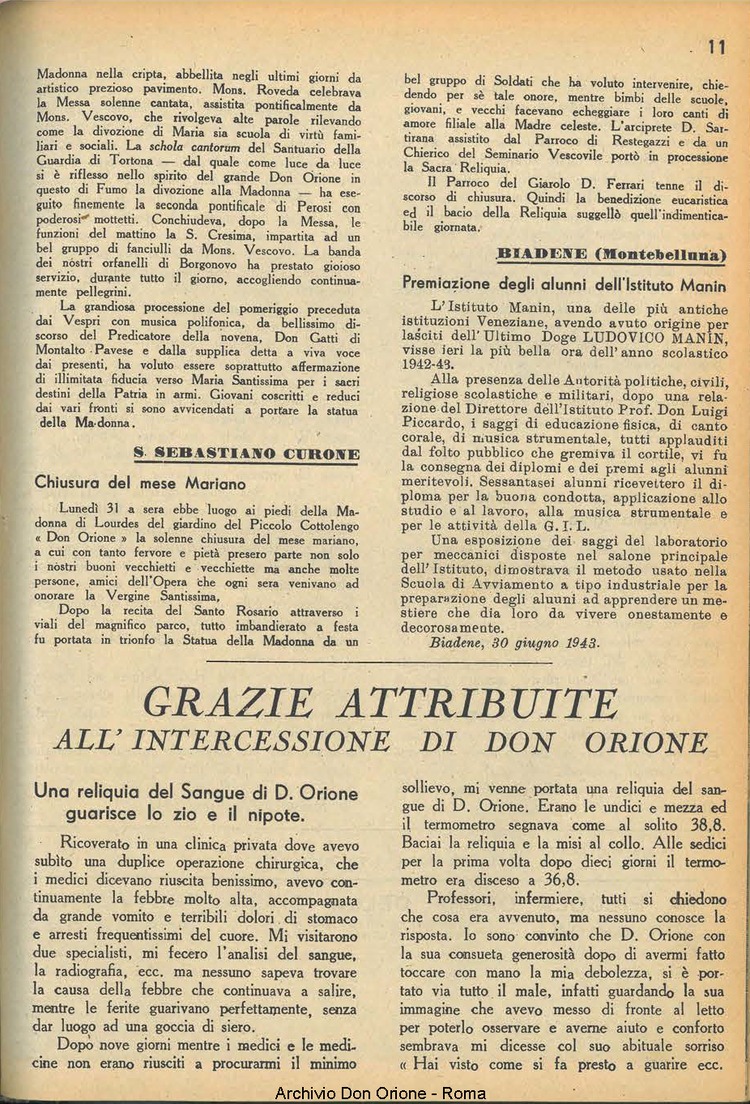 11
Madonna nella cripta, abbellita negli ultimi giorni da
artistico prezioso pavimento. Mons. Roveda celebrava
la Messa solenne cantata, assistita pontificalmente da
Mons. Vescovo, che rivolgeva alte parole rilevando
come la divozione di Maria sia scuola di virtù fami-
liari e sociali. La schola cantorum del Santuario della
Guardia di Tortona — dal quale come luce da luce
si è riflesso nello spirito del grande Don Orione in
questo di Fumo la divozione alla Madonna — ha ese-
guito finemente la seconda pontificale di Perosi con
poderosi mottetti. Conchiudeva, dopo la Messa, le
funzioni del mattino la S. Cresima, impartita ad un
bel gruppo di fanciulli da Mons. Vescovo. La banda
dei nostri orfanelli di Borgonovo ha prestato gioioso
servizio, durante tutto il giorno, accogliendo continua-
mente pellegrini.
La grandiosa processione del pomeriggio preceduta
dai Vespri con musica polifonica, da bellissimo di-
scorso del Predicatore della novena, Don Gatti di
Montalto Pavese e dalla supplica detta a viva voce
dai presenti, ha voluto essere soprattutto affermazione
di illimitata fiducia verso Maria Santissima per i sacri
destini della Patria in armi. Giovani coscritti e reduci
dai vari fronti si sono avvicendati a portare la statua
della Madonna.
S. SEBASTIANO CURONE
Chiusura del mese Mariano
Lunedì 31 a sera ebbe luogo ai piedi della Ma-
donna di Lourdes del giardino del Piccolo Cottolengo
« Don Orione » la solenne chiusura del mese mariano,
a cui con tanto fervore e pietà presero parte non solo
i nostri buoni vecchietti e vecchiette ma anche molte
persone, amici dell'Opera che ogni sera venivano ad
onorare la Vergine Santissima,
Dopo la recita del Santo Rosario attraverso i
viali del magnifico parco, tutto imbandierato a festa
fu portata in trionfo la Statua della Madonna da un
bel gruppo di Soldati che ha voluto intervenire, chie-
dendo per sè tale onore, mentre bimbi delle scuole,
giovani, e vecchi facevano echeggiare i loro canti di
amore filiale alla Madre celeste. L'arciprete D. Sar-
tirana assistito dal Parroco di Restegazzi e da un
Chierico del Seminario Vescovile portò in processione
la Sacra Reliquia.
Il Parroco del Giarolo D. Ferrari tenne il di-
scorso di chiusura. Quindi la benedizione eucaristica
ed il bacio della Reliquia suggellò quell'indimentica-
bile giornata.
BIADENE (Montebelluna)
Premiazione degli alunni dell'Istituto Manin
L'Istituto Manin, una delle più antiche
istituzioni Veneziane, avendo avuto origine per
lasciti dell'Ultimo Doge LUDOVICO MANIN,
visse ieri la più bella ora dell'anno scolastico
1942-43.
Alla presenza delle Autorità politiche, civili,
religiose scolastiche e militari, dopo una rela-
zione del Direttore dell'Istituto Prof. Don Luigi
Piccardo, i saggi di educazione fisica, di canto
corale, di musica strumentale, tutti applauditi
dal folto pubblico che gremiva il cortile, vi fu
la consegna dei diplomi e dei premi agli alunni
meritevoli. Sessantasei alunni ricevettero il di-
ploma per la buona condotta, applicazione allo
studio e al lavoro, alla musica strumentale e
per le attività della G. I. L.
Una esposizione dei saggi del laboratorio
per meccanici disposte nel salone principale
dell'Istituto, dimostrava il metodo usato nella
Scuola di Avviamento a tipo industriale per la
preparazione degli alunni ad apprendere un me-
stiere che dia loro da vivere onestamente e
decorosamente.
Biadene, 30 giugno 1943.
GRAZIE ATTRIBUITE
ALL' INTERCESSIONE DI DON ORIONE
Una reliquia del Sangue di D. Orione
guarisce lo zio e il nipote.
Ricoverato in una clinica privata dove avevo
subìto una duplice operazione chirurgica, che
i medici dicevano riuscita benissimo, avevo con-
tinuamente la febbre molto alta, accompagnata
da grande vomito e terribili dolori di stomaco
e arresti frequentissimi del cuore. Mi visitarono
due specialisti, mi fecero l'analisi del sangue,
la radiografia, ecc. ma nessuno sapeva trovare
la causa della febbre che continuava a salire,
mentre le ferite guarivano perfettamente, senza
dar luogo ad una goccia di siero.
Dopo nove giorni mentre i medici e le medi-
cine non erano riusciti a procurarmi il minimo
sollievo, mi venne portata una reliquia del san-
gue di D. Orione. Erano le undici e mezza ed
il termometro segnava come al solito 38,8.
Baciai la reliquia e la misi al collo. Alle sedici
per la prima volta dopo dieci giorni il termo-
metro era disceso a 36,8.
Professori, infermiere, tutti si chiedono
che cosa era avvenuto, ma nessuno conosce la
risposta. Io sono convinto che D. Orione con
la sua consueta generosità dopo di avermi fatto
toccare con mano la mia debolezza, si è por-
tato via tutto il male, infatti guardando la sua
immagine che avevo messo di fronte al letto
per poterlo osservare e averne aiuto e conforto
sembrava mi dicesse col suo abituale sorriso
« Hai visto come si fa presto a guarire ecc.
Archivio Don Orione - Roma